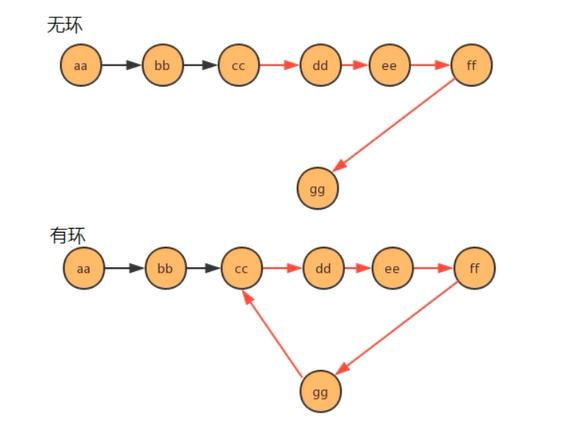 无环
aa bb cc dd ee ff
gg
有环
aa bb cc dd ee ff
gg